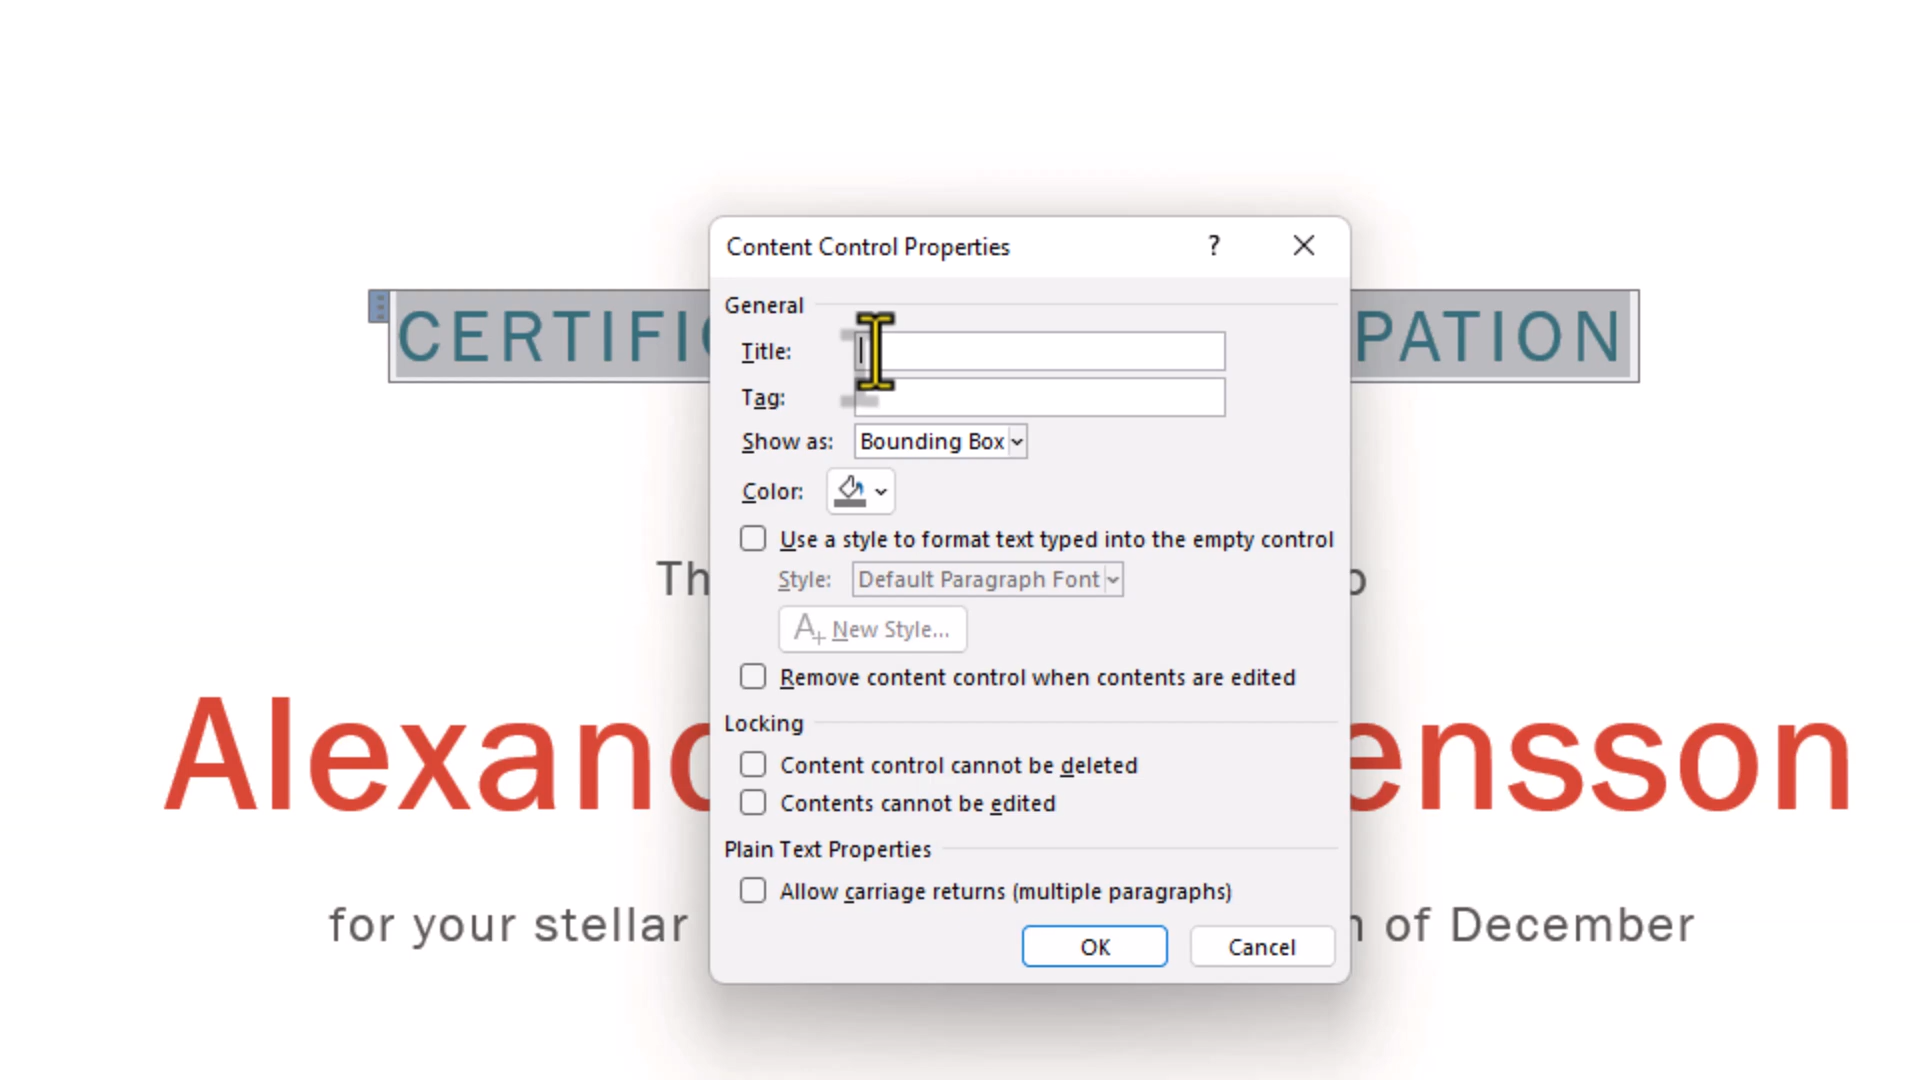 Content Control Properties ?
General
CERTIFIC PATION
Title:
Tag:
Show as: Bounding Box
Color:
Use a style to format text typed into the empty control
Th o
Style: Default Paragraph Font
A+ New Style...
Remove content control when contents are edited
Locking
Alexand ensson
Content control cannot be deleted
Contents cannot be edited
Plain Text Properties
Allow carriage returns (multiple paragraphs)
for your stellar of December
OK Cancel